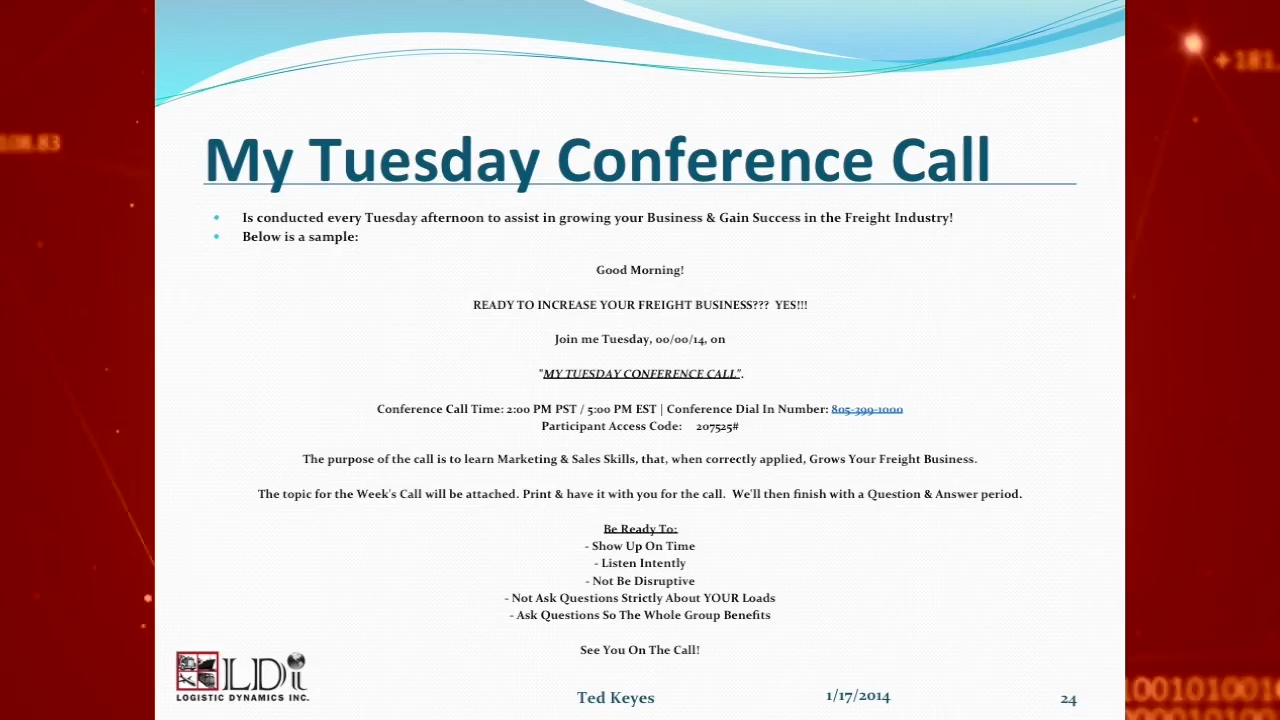 108.83
+181.
My Tuesday Conference Call
Is conducted every Tuesday afternoon to assist in growing your Business & Gain Success in the Freight Industry!
Below is a sample:
Good Morning!
READY TO INCREASE YOUR FREIGHT BUSINESS??? YES!!!
Join me Tuesday, 00/00/14, on
"MY TUESDAY CONFERENCE CALL".
Conference Call Time: 2:00 PM PST / 5:00 PM EST | Conference Dial In Number: 805-399-1000
Participant Access Code: 207525#
The purpose of the call is to learn Marketing & Sales Skills, that, when correctly applied, Grows Your Freight Business.
The topic for the Week's Call will be attached. Print & have it with you for the call. We'll then finish with a Question & Answer period.
Be Ready To:
- Show Up On Time
- Listen Intently
- Not Be Disruptive
- Not Ask Questions Strictly About YOUR Loads
- Ask Questions So The Whole Group Benefits
See You On The Call!
LDi
LOGISTIC DYNAMICS INC.
Ted Keyes
1/17/2014
24